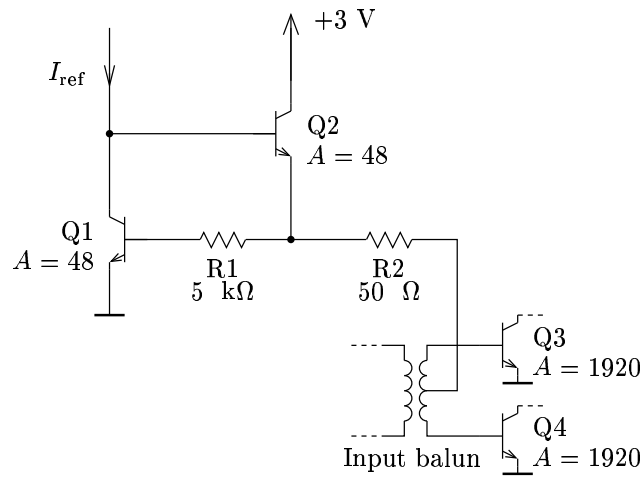 +3 V
I_ref
Q2
A = 48
Q1
A = 48
R1
5 kΩ
R2
50 Ω
Q3
A = 1920
Q4
A = 1920
Input balun